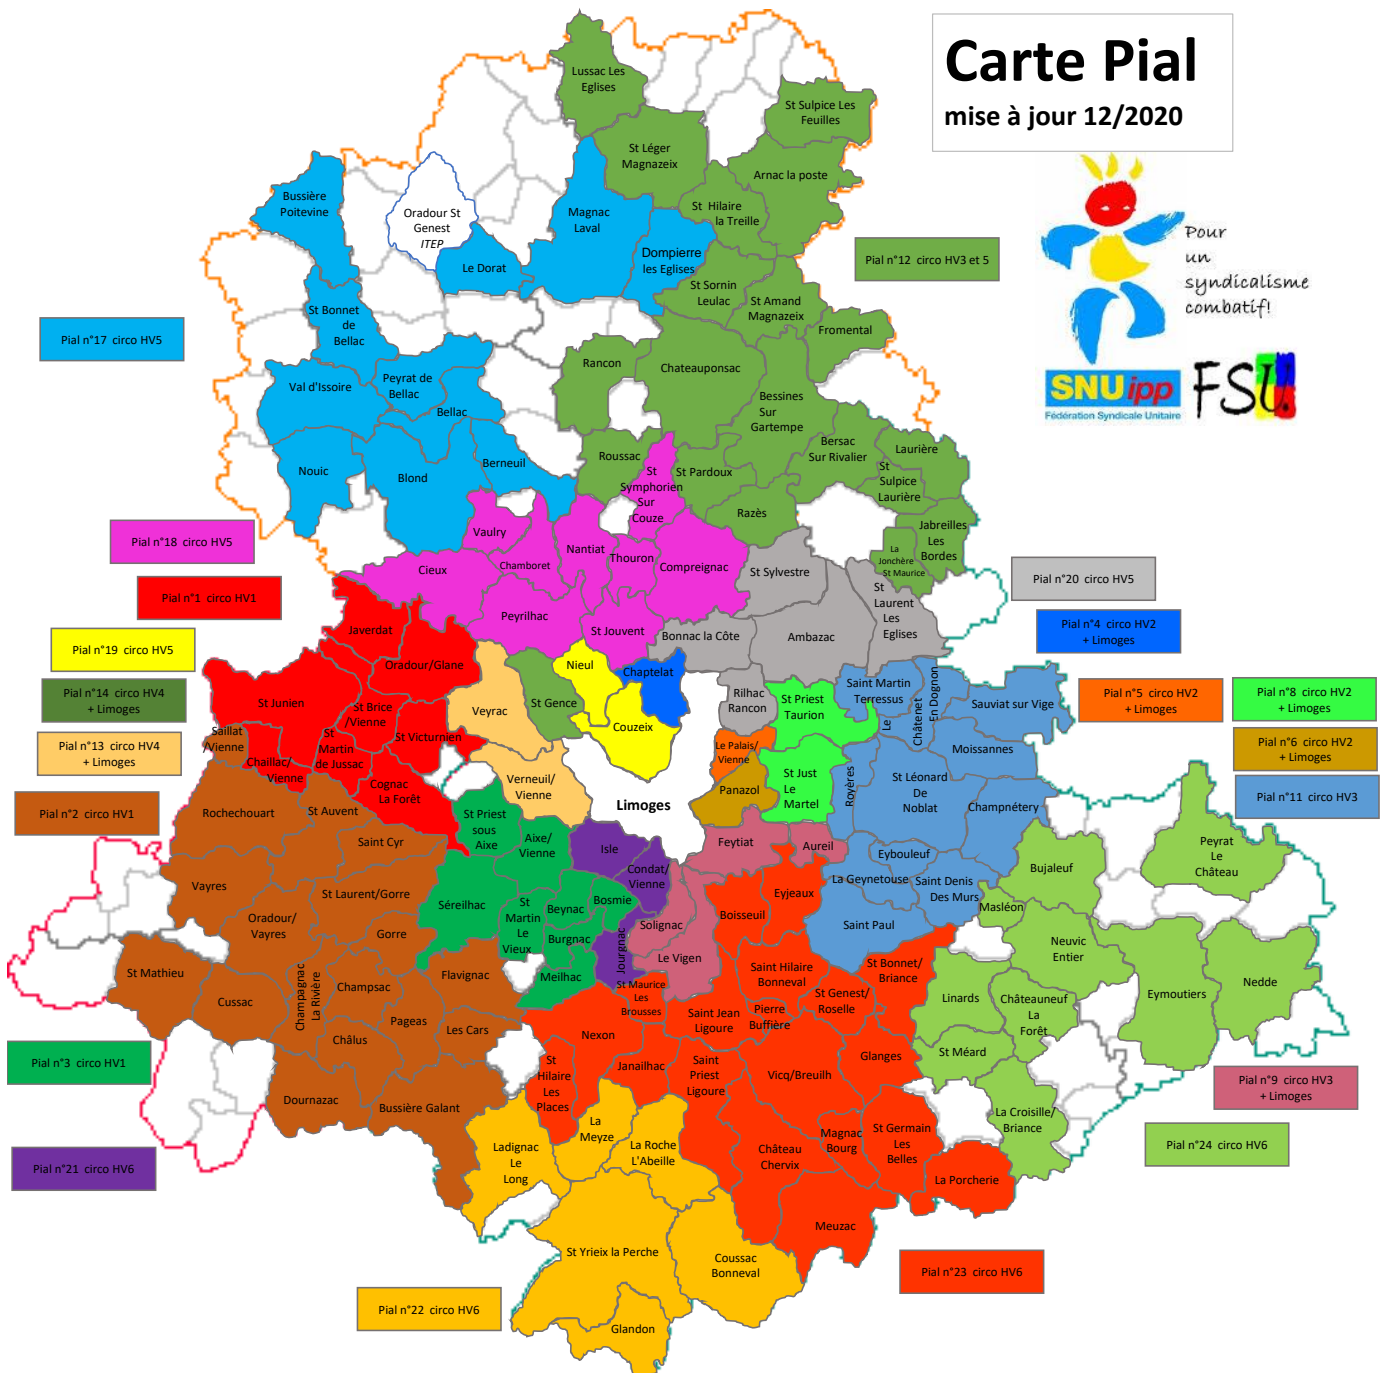 Carte Pial
mise à jour 12/2020
Pour
un
syndicalisme
combatif!
SNUipp
Fédération Syndicale Unitaire
FSU.
Lussac Les
Eglises
St Sulpice Les
Feuilles
St Léger
Magnazeix
Arnac la poste
Bussière
Poitevine
Oradour St
Genest
ITEP
Magnac
Laval
St Hilaire
la Treille
Le Dorat
Dompierre
les Eglises
Pial n°12 circo HV3 et 5
St Sornin
Leulac
St Amand
Magnazeix
St Bonnet
de
Bellac
Fromental
Pial n°17 circo HV5
Rancon
Chateauponsac
Val d'Issoire
Peyrat de
Bellac
Bellac
Bessines
Sur
Gartempe
Nouic
Blond
Berneuil
Roussac
St
Symphorien
Sur
Couze
St Pardoux
Bersac
Sur Rivalier
Laurière
St
Sulpice
Laurière
Razès
Jabreilles
Les
Bordes
La
Jonchère
St Maurice
Pial n°18 circo HV5
Vaulry
Nantiat
Cieux
Chamboret
Thouron
Compreignac
St Sylvestre
Pial n°20 circo HV5
Pial n°1 circo HV1
St
Laurent
Les
Eglises
Peyrilhac
St Jouvent
Bonnac la Côte
Ambazac
Pial n°4 circo HV2
+ Limoges
Javerdat
Pial n°19 circo HV5
Oradour/Glane
Nieul
Chaptelat
Pial n°14 circo HV4
+ Limoges
St Junien
St Brice
/Vienne
Veyrac
St Gence
Couzeix
Rilhac
Rancon
St Priest
Taurion
Saint Martin
Terressus
Le
Châtenet
En Dognon
Sauviat sur Vige
Pial n°5 circo HV2
+ Limoges
Pial n°8 circo HV2
+ Limoges
Pial n°13 circo HV4
+ Limoges
Saillat
/Vienne
Chaillac/
Vienne
St
Martin
de Jussac
St Victurnien
Le Palais/
Vienne
Moissannes
Pial n°6 circo HV2
+ Limoges
Cognac
La Forêt
Verneuil/
Vienne
Limoges
Panazol
St Just
Le
Martel
Royères
St Léonard
De
Noblat
Champnétery
Pial n°11 circo HV3
Pial n°2 circo HV1
Rochechouart
St Auvent
Saint Cyr
St Priest
sous
Aixe
Aixe/
Vienne
Isle
Condat/
Vienne
Feytiat
Aureil
Eybouleuf
Bujaleuf
Peyrat
Le
Château
Vayres
St Laurent/Gorre
Séreilhac
St
Martin
Le
Vieux
Beynac
Bosmie
Boisseuil
Eyjeaux
La Geynetouse
Saint Denis
Des Murs
Masléon
Oradour/
Vayres
Gorre
Burgnac
Jourgnac
Solignac
Saint Paul
Neuvic
Entier
St Mathieu
Cussac
Champagnac
La Rivière
Champsac
Flavignac
Meilhac
Le Vigen
Saint Hilaire
Bonneval
St Bonnet/
Briance
Pageas
Les Cars
St Maurice
Les
Brousses
St Genest/
Roselle
Linards
Châteauneuf
La
Forêt
Eymoutiers
Nedde
Châlus
Nexon
Saint Jean
Ligoure
Pierre
Buffière
Glanges
St Méard
Pial n°3 circo HV1
St
Hilaire
Les
Places
Janailhac
Saint
Priest
Ligoure
Vicq/Breuilh
Pial n°9 circo HV3
+ Limoges
Dournazac
Bussière Galant
La
Meyze
La Croisille/
Briance
Ladignac
Le
Long
La Roche
L'Abeille
Château
Chervix
Magnac
Bourg
St Germain
Les
Belles
Pial n°24 circo HV6
Pial n°21 circo HV6
La Porcherie
Meuzac
St Yrieix la Perche
Coussac
Bonneval
Pial n°23 circo HV6
Pial n°22 circo HV6
Glandon